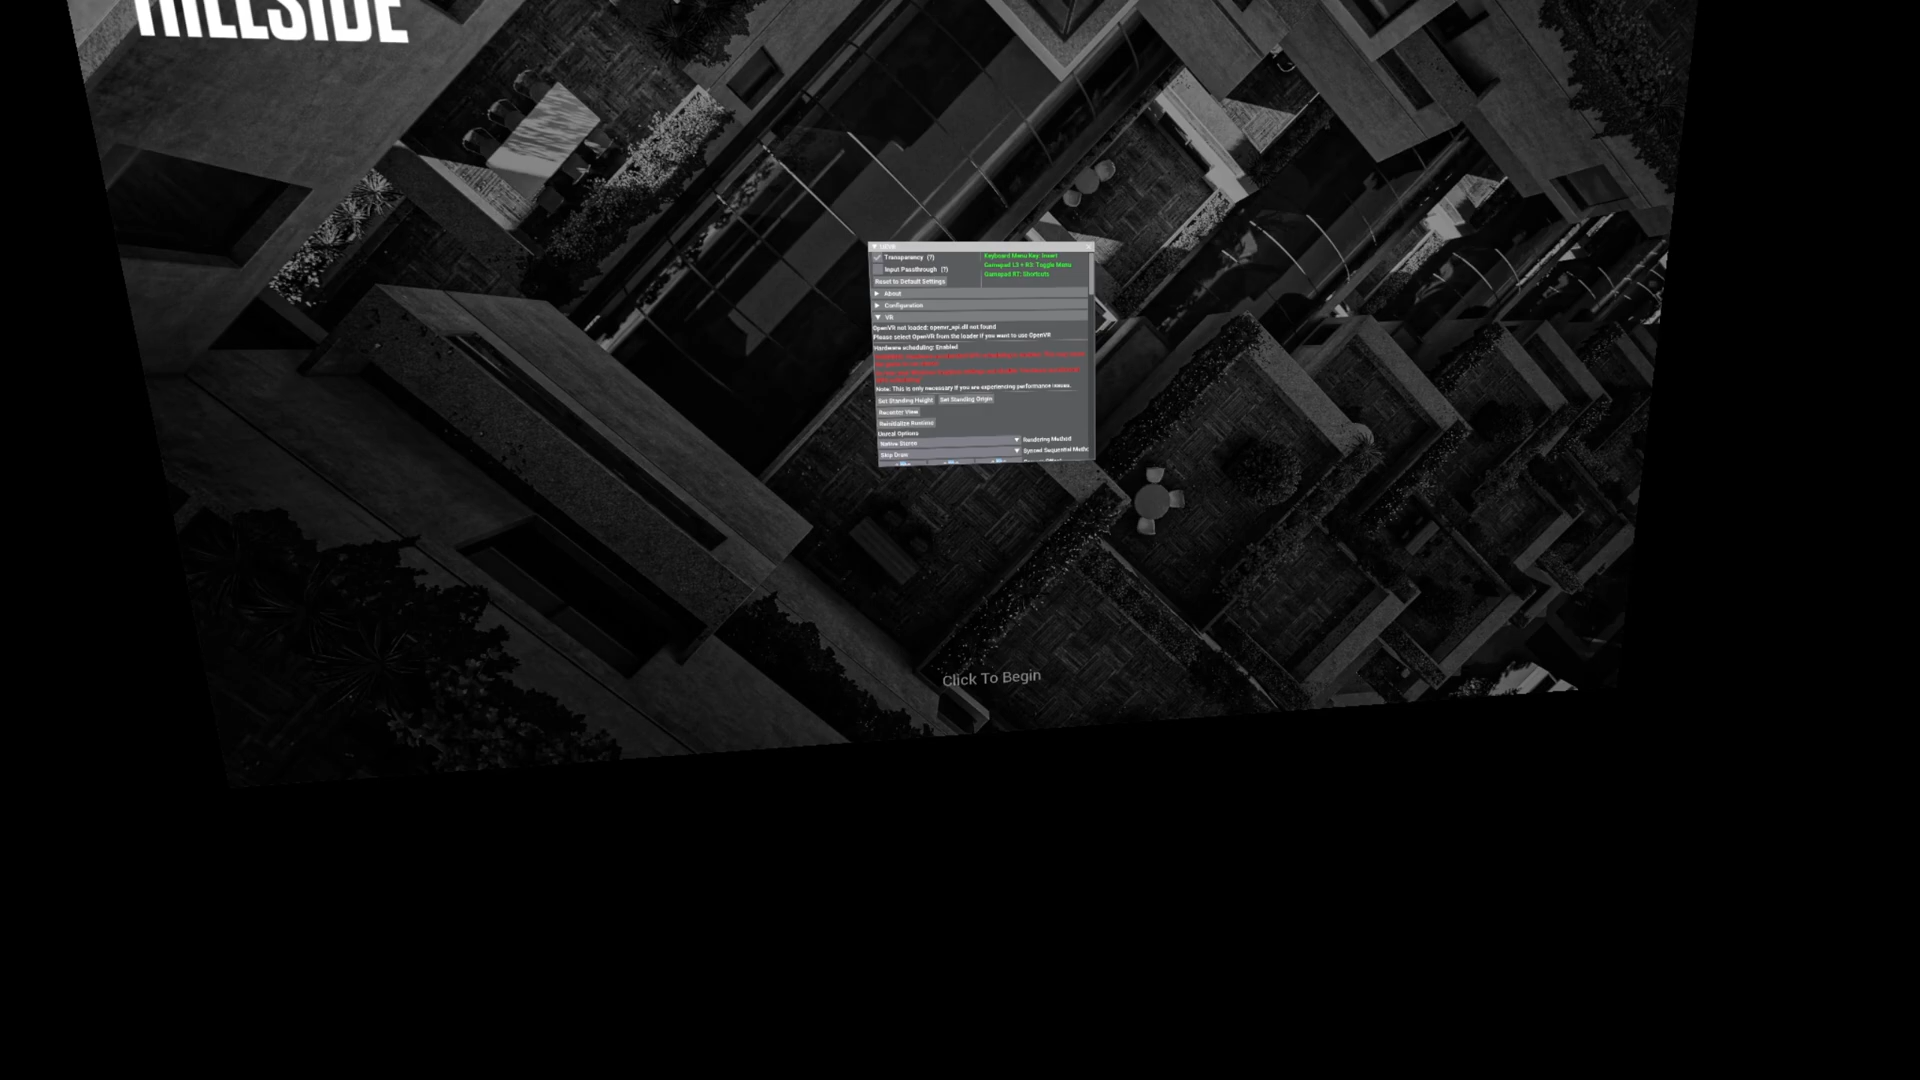 HILLSIDE
UEVR
Transparency (?)
Keyboard Menu Key: Insert
Input Passthrough (?)
Gamepad L3 + R3: Toggle Menu
Gamepad RT: Shortcuts
Reset to Default Settings
About
Configuration
VR
OpenVR not loaded: openvr_api.dll not found
Please select OpenVR from the loader if you want to use OpenVR
Hardware scheduling: Enabled
Note: This is only necessary if you are experiencing performance issues.
Set Standing Height Set Standing Origin
Recenter View
Reinitialize Runtime
Unreal Options
Native Stereo Rendering Method
Skip Draw Synced Sequential Metho
Click To Begin